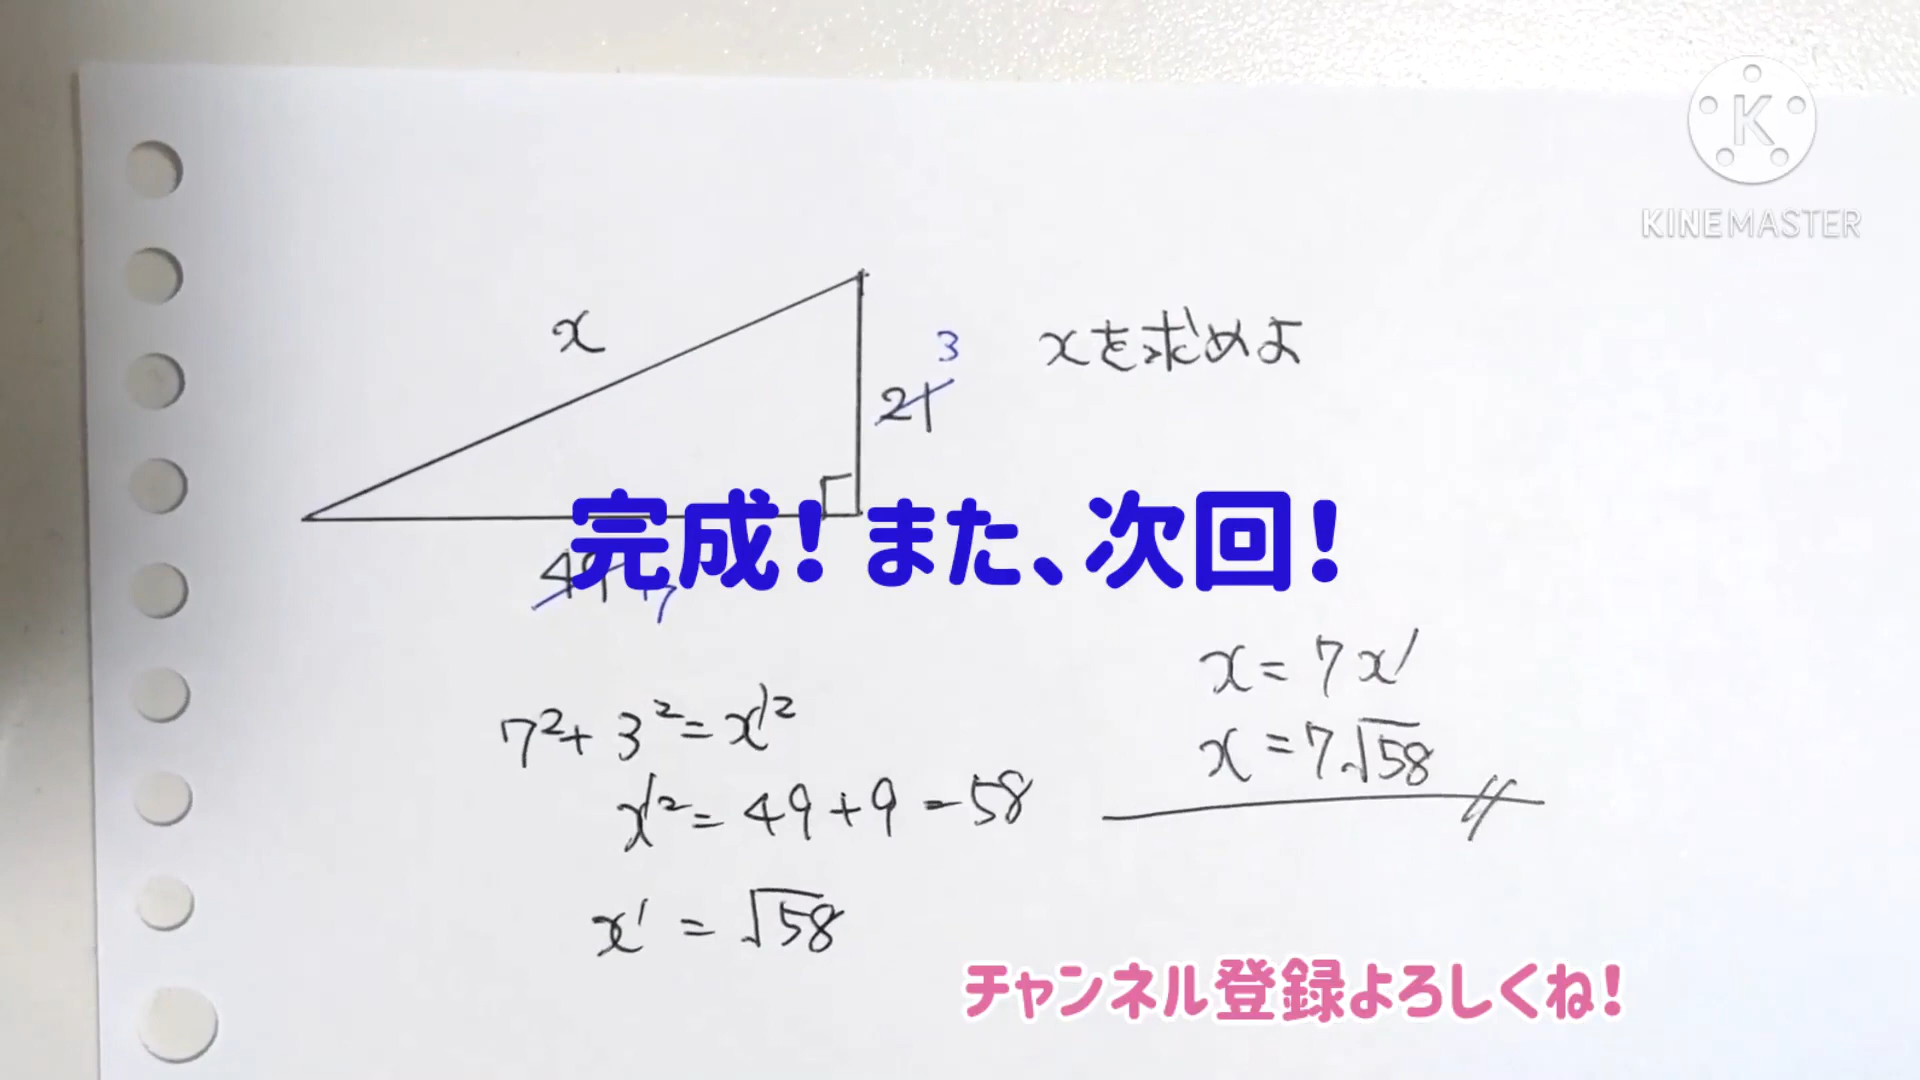 K
KINEMASTER
x
3
xを求めよ
21
完成！また、次回！
49
7
x = 7x'
7² + 3² = x'²
x = 7√58
x'² = 49 + 9 = 58
x' = √58
チャンネル登録よろしくね！